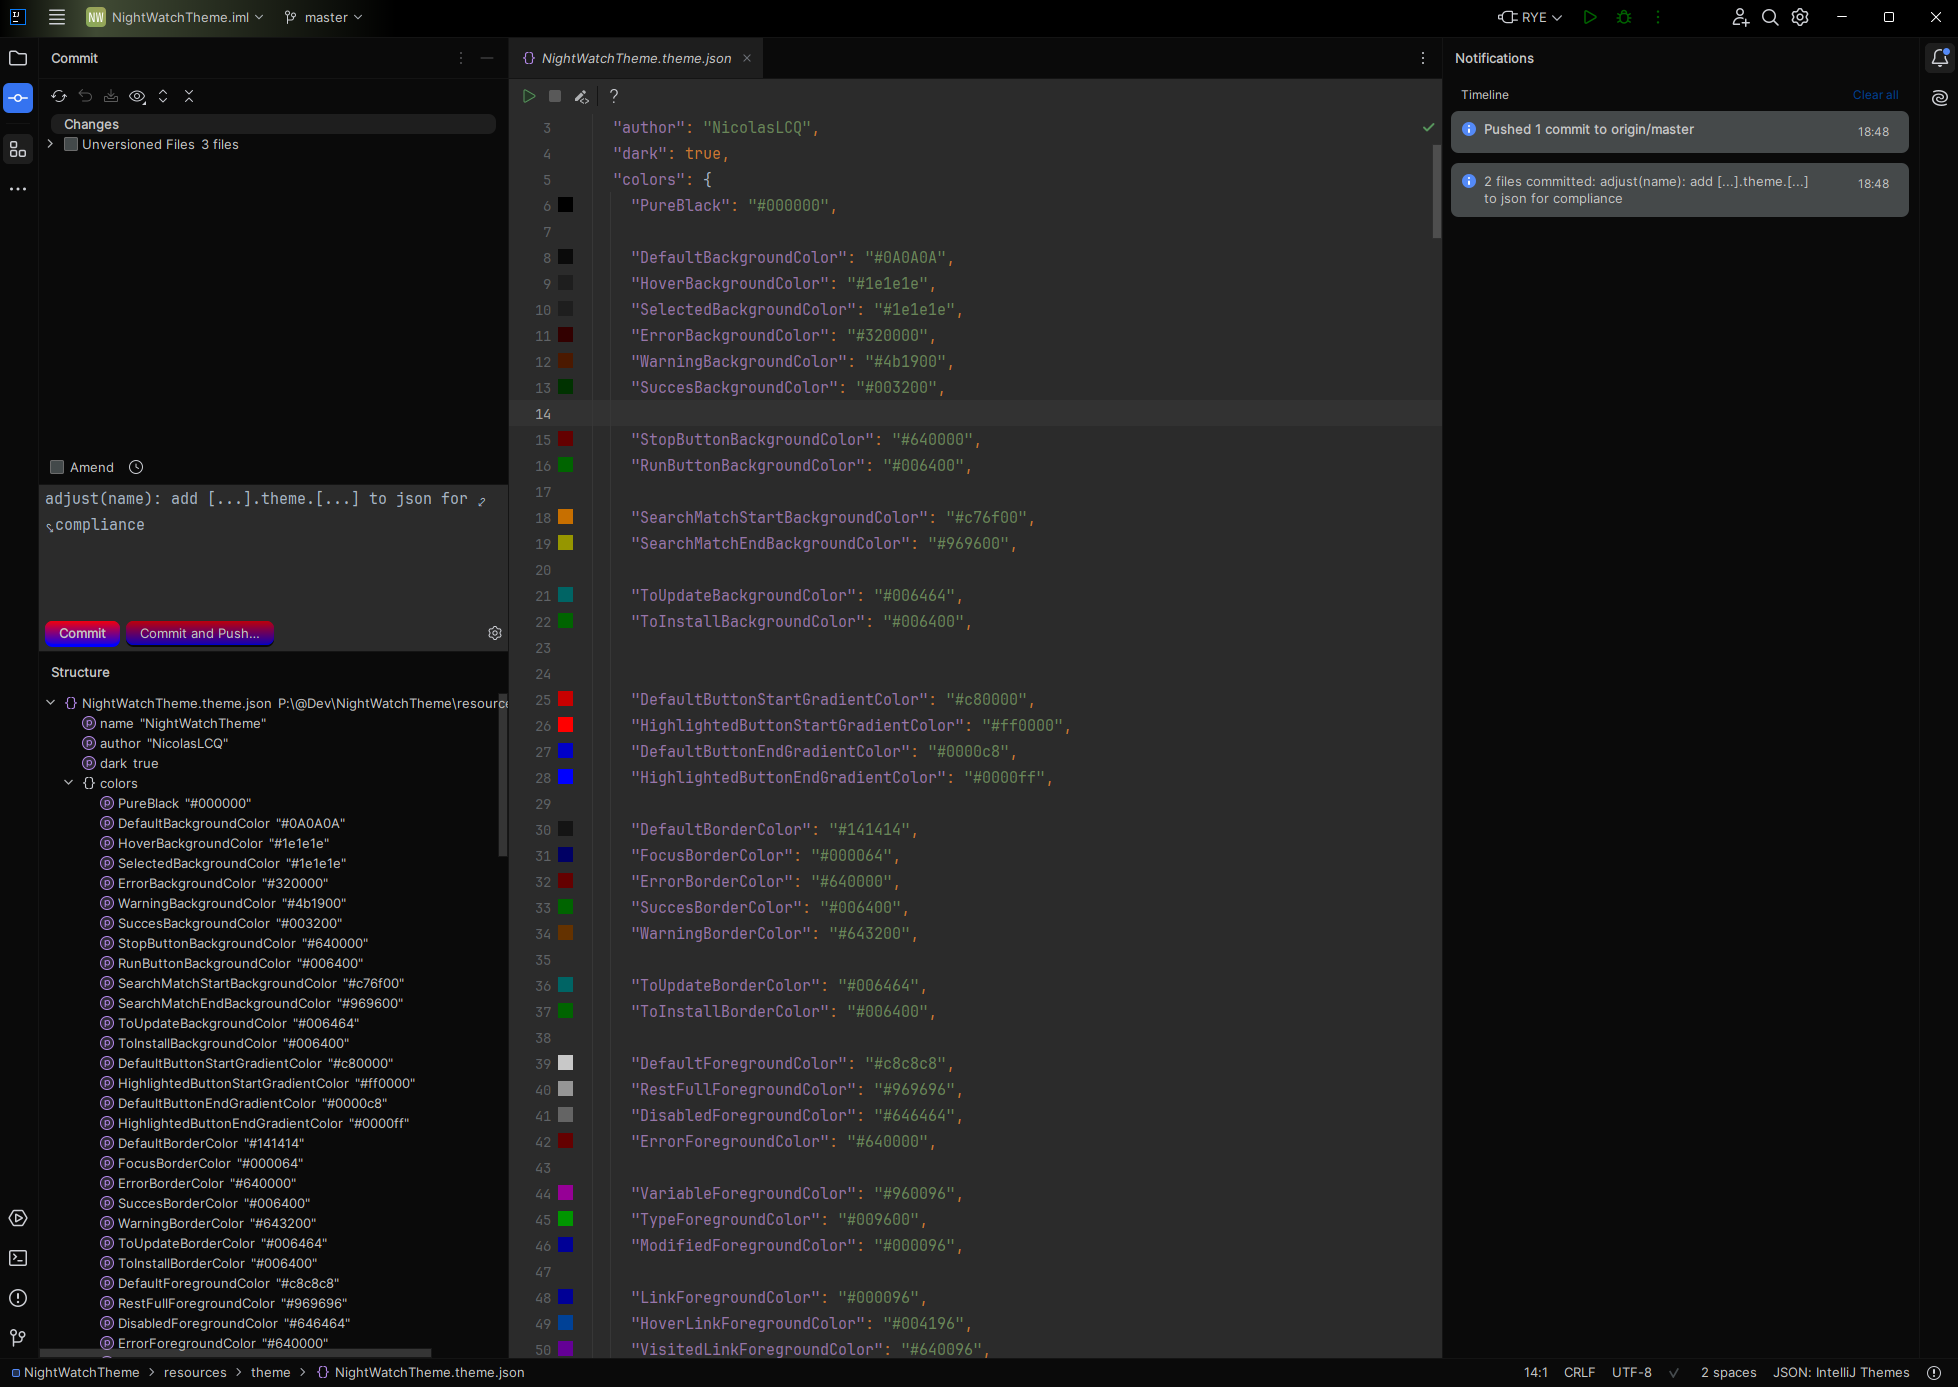 NW NightWatchTheme.iml master RYE
Commit
NightWatchTheme.theme.json
Notifications
Changes
Unversioned Files 3 files
Amend
adjust(name): add [...].theme.[...] to json for
compliance
Commit Commit and Push...
Structure
NightWatchTheme.theme.json P:\@Dev\NightWatchTheme\resource
name "NightWatchTheme"
author "NicolasLCQ"
dark true
colors
PureBlack "#000000"
DefaultBackgroundColor "#0A0A0A"
HoverBackgroundColor "#1e1e1e"
SelectedBackgroundColor "#1e1e1e"
ErrorBackgroundColor "#320000"
WarningBackgroundColor "#4b1900"
SuccesBackgroundColor "#003200"
StopButtonBackgroundColor "#640000"
RunButtonBackgroundColor "#006400"
SearchMatchStartBackgroundColor "#c76f00"
SearchMatchEndBackgroundColor "#969600"
ToUpdateBackgroundColor "#006464"
ToInstallBackgroundColor "#006400"
DefaultButtonStartGradientColor "#c80000"
HighlightedButtonStartGradientColor "#ff0000"
DefaultButtonEndGradientColor "#0000c8"
HighlightedButtonEndGradientColor "#0000ff"
DefaultBorderColor "#141414"
FocusBorderColor "#000064"
ErrorBorderColor "#640000"
SuccesBorderColor "#006400"
WarningBorderColor "#643200"
ToUpdateBorderColor "#006464"
ToInstallBorderColor "#006400"
DefaultForegroundColor "#c8c8c8"
RestFullForegroundColor "#969696"
DisabledForegroundColor "#646464"
ErrorForegroundColor "#640000"
?
3 "author": "NicolasLCQ",
4 "dark": true,
5 "colors": {
6 "PureBlack": "#000000",
7
8 "DefaultBackgroundColor": "#0A0A0A",
9 "HoverBackgroundColor": "#1e1e1e",
10 "SelectedBackgroundColor": "#1e1e1e",
11 "ErrorBackgroundColor": "#320000",
12 "WarningBackgroundColor": "#4b1900",
13 "SuccesBackgroundColor": "#003200",
14
15 "StopButtonBackgroundColor": "#640000",
16 "RunButtonBackgroundColor": "#006400",
17
18 "SearchMatchStartBackgroundColor": "#c76f00",
19 "SearchMatchEndBackgroundColor": "#969600",
20
21 "ToUpdateBackgroundColor": "#006464",
22 "ToInstallBackgroundColor": "#006400",
23
24
25 "DefaultButtonStartGradientColor": "#c80000",
26 "HighlightedButtonStartGradientColor": "#ff0000",
27 "DefaultButtonEndGradientColor": "#0000c8",
28 "HighlightedButtonEndGradientColor": "#0000ff",
29
30 "DefaultBorderColor": "#141414",
31 "FocusBorderColor": "#000064",
32 "ErrorBorderColor": "#640000",
33 "SuccesBorderColor": "#006400",
34 "WarningBorderColor": "#643200",
35
36 "ToUpdateBorderColor": "#006464",
37 "ToInstallBorderColor": "#006400",
38
39 "DefaultForegroundColor": "#c8c8c8",
40 "RestFullForegroundColor": "#969696",
41 "DisabledForegroundColor": "#646464",
42 "ErrorForegroundColor": "#640000",
43
44 "VariableForegroundColor": "#960096",
45 "TypeForegroundColor": "#009600",
46 "ModifiedForegroundColor": "#000096",
47
48 "LinkForegroundColor": "#000096",
49 "HoverLinkForegroundColor": "#004196",
50 "VisitedLinkForegroundColor": "#640096",
Timeline Clear all
Pushed 1 commit to origin/master 18:48
2 files committed: adjust(name): add [...].theme.[...] 18:48
to json for compliance
NightWatchTheme > resources > theme > NightWatchTheme.theme.json 14:1 CRLF UTF-8 2 spaces JSON: IntelliJ Themes